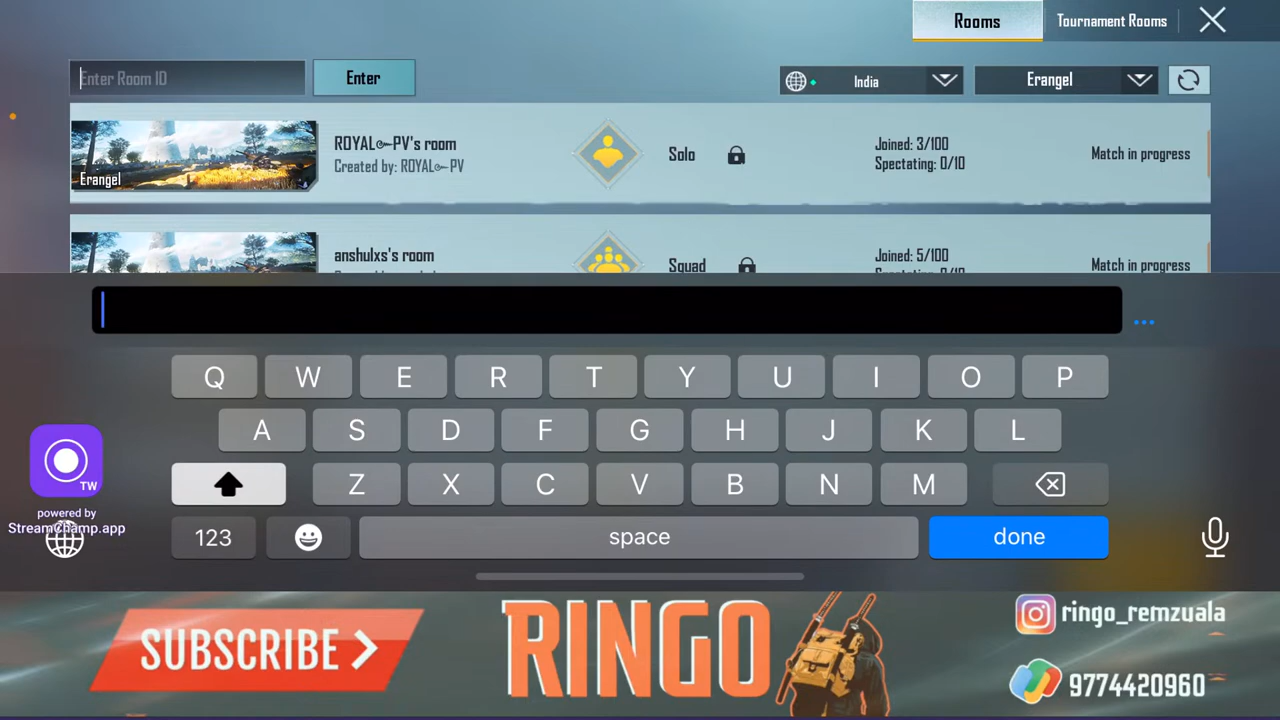 Rooms
Tournament Rooms
Enter Room ID
Enter
India
Erangel
ROYAL PV's room
Created by: ROYAL PV
Erangel
Solo
Joined: 3/100
Spectating: 0/10
Match in progress
anshulxs's room
Squad
Joined: 5/100
Match in progress
...
Q W E R T Y U I O P
A S D F G H J K L
Z X C V B N M
123
space
done
TW
powered by
StreamChamp.app
SUBSCRIBE >
RINGO
ringo_remzuala
9774420960